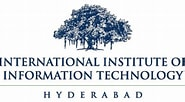 INTERNATIONAL INSTITUTE OF
INFORMATION TECHNOLOGY
HYDERABAD